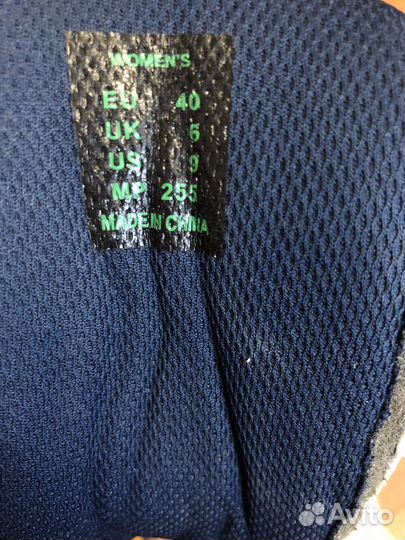 WOMEN'S
EU 40
UK 6
US 9
MP 255
MADE IN CHINA
Avito